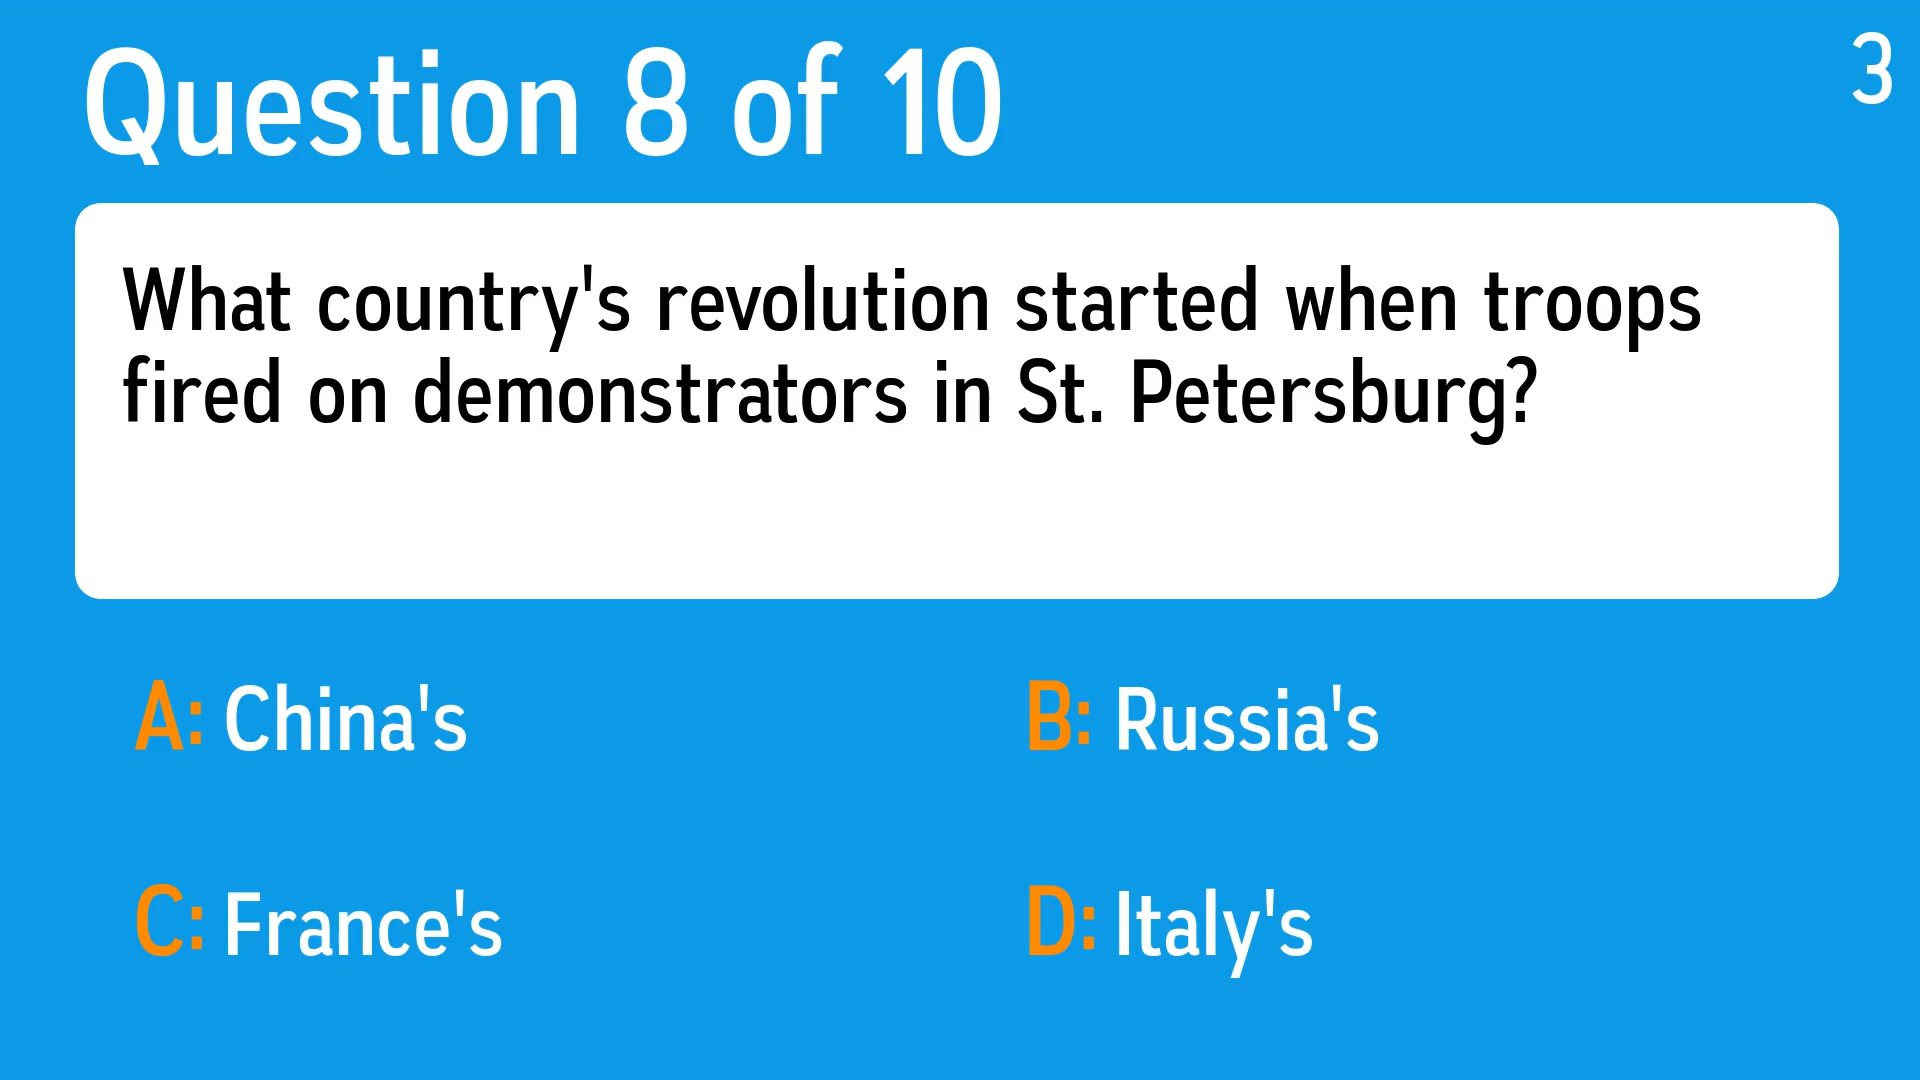 Question 8 of 10
3
What country's revolution started when troops
fired on demonstrators in St. Petersburg?
A: China's
B: Russia's
C: France's
D: Italy's